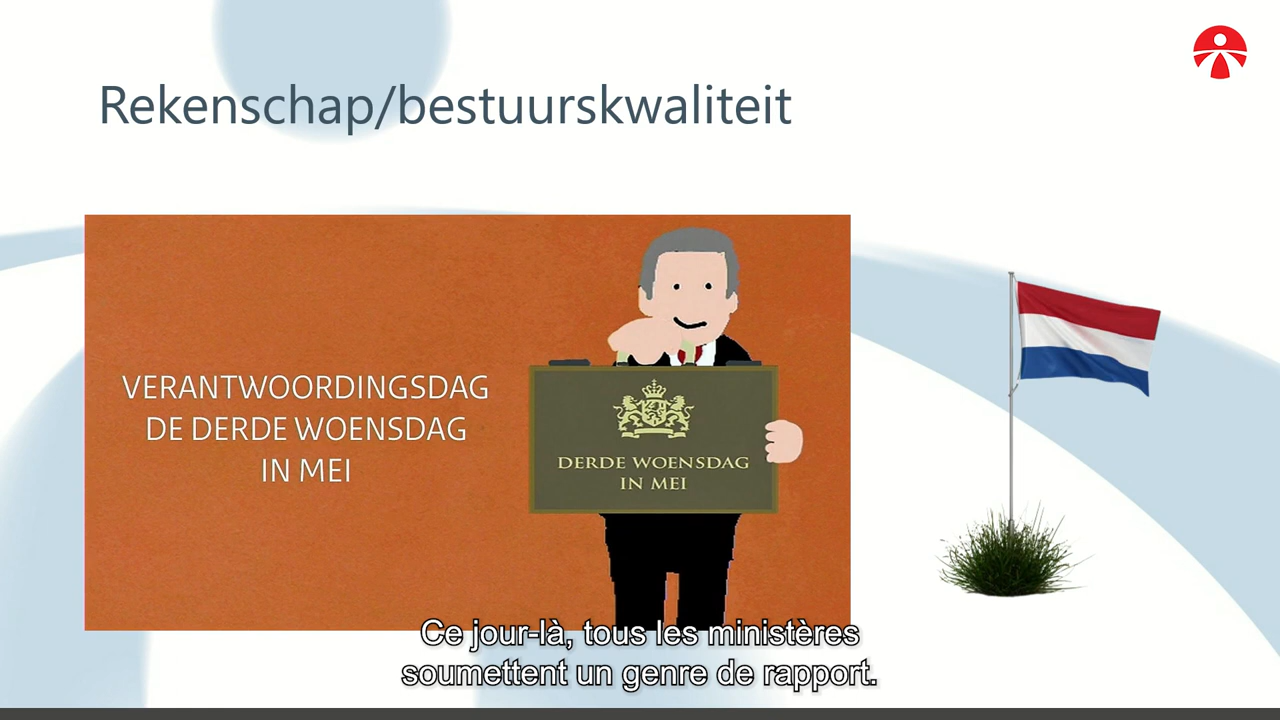 Rekenschap/bestuurskwaliteit
VERANTWOORDINGSDAG
DE DERDE WOENSDAG
IN MEI
DERDE WOENSDAG
IN MEI
Ce jour-là, tous les ministères
soumettent un genre de rapport.